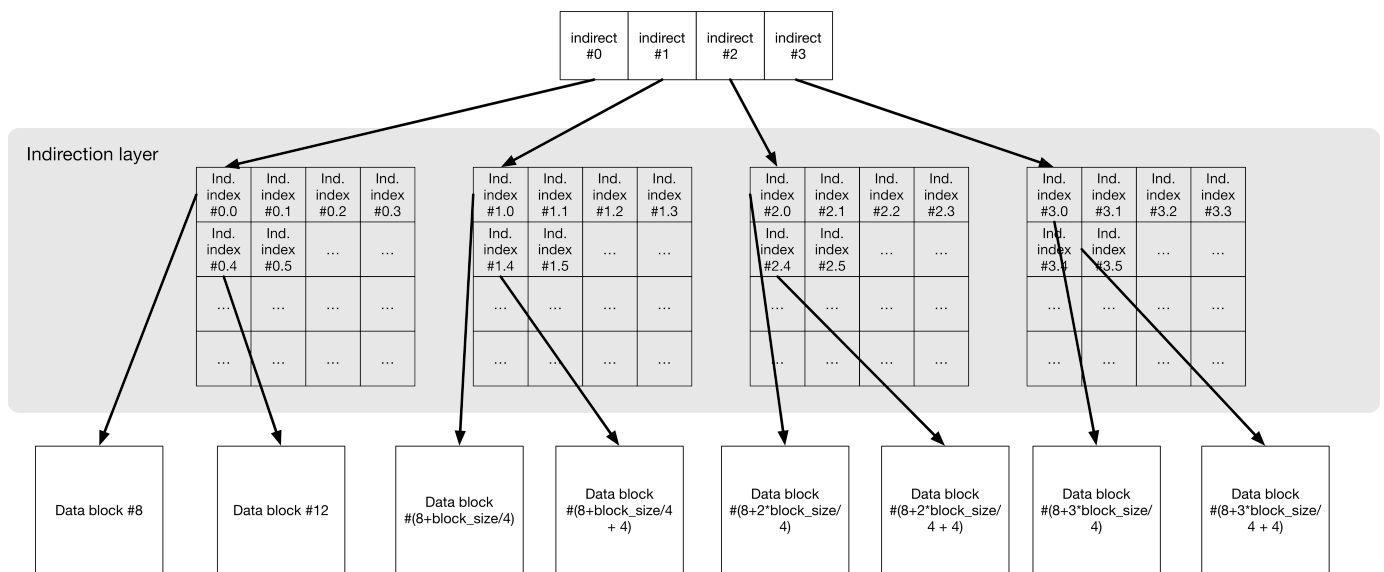 indirect
#0
indirect
#1
indirect
#2
indirect
#3
Indirection layer
Ind.
index
#0.0
Ind.
index
#0.1
Ind.
index
#0.2
Ind.
index
#0.3
Ind.
index
#0.4
Ind.
index
#0.5
...
...
...
...
...
...
...
...
...
...
Ind.
index
#1.0
Ind.
index
#1.1
Ind.
index
#1.2
Ind.
index
#1.3
Ind.
index
#1.4
Ind.
index
#1.5
...
...
...
...
...
...
...
...
...
...
Ind.
index
#2.0
Ind.
index
#2.1
Ind.
index
#2.2
Ind.
index
#2.3
Ind.
index
#2.4
Ind.
index
#2.5
...
...
...
...
...
...
...
...
...
...
Ind.
index
#3.0
Ind.
index
#3.1
Ind.
index
#3.2
Ind.
index
#3.3
Ind.
index
#3.4
Ind.
index
#3.5
...
...
...
...
...
...
...
...
...
...
Data block #8
Data block #12
Data block
#(8+block_size/4)
Data block
#(8+block_size/4
+ 4)
Data block
#(8+2*block_size/
4)
Data block
#(8+2*block_size/
4 + 4)
Data block
#(8+3*block_size/
4)
Data block
#(8+3*block_size/
4 + 4)